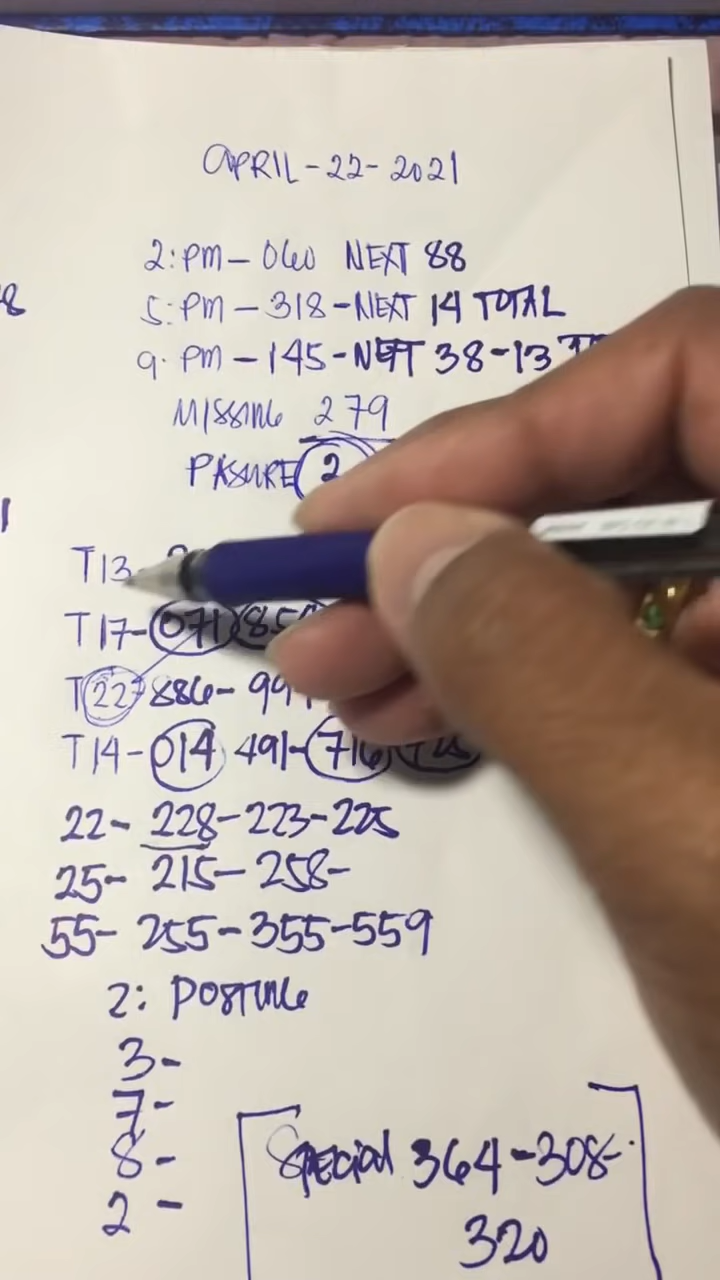 APRIL-22-2021
2:PM-060 NEXT 88
5:PM-318-NEXT 14 TOTAL
9:PM-145-NEXT 38-13
MISSING 279
PASURE 2
T13-
T17-071
T22-886-99
T14-014 491-716
22-228-223-225
25-215-258-
55-255-355-559
2: POSTING
3-
7-
8-
2-
SPECIAL 364-308-
320